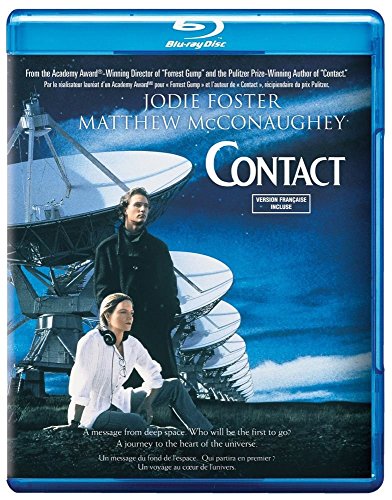 Blu-ray Disc
From the Academy Award®-Winning Director of "Forrest Gump" and the Pulitzer Prize-Winning Author of "Contact."
Par le réalisateur lauréat d'un Academy Award® pour « Forrest Gump » et l'auteur de « Contact », récipiendaire du prix Pulitzer.
JODIE FOSTER
MATTHEW McCONAUGHEY
CONTACT
VERSION FRANÇAISE
INCLUSE
A message from deep space. Who will be the first to go?
A journey to the heart of the universe.
Un message du fond de l'espace. Qui partira en premier ?
Un voyage au cœur de l'univers.